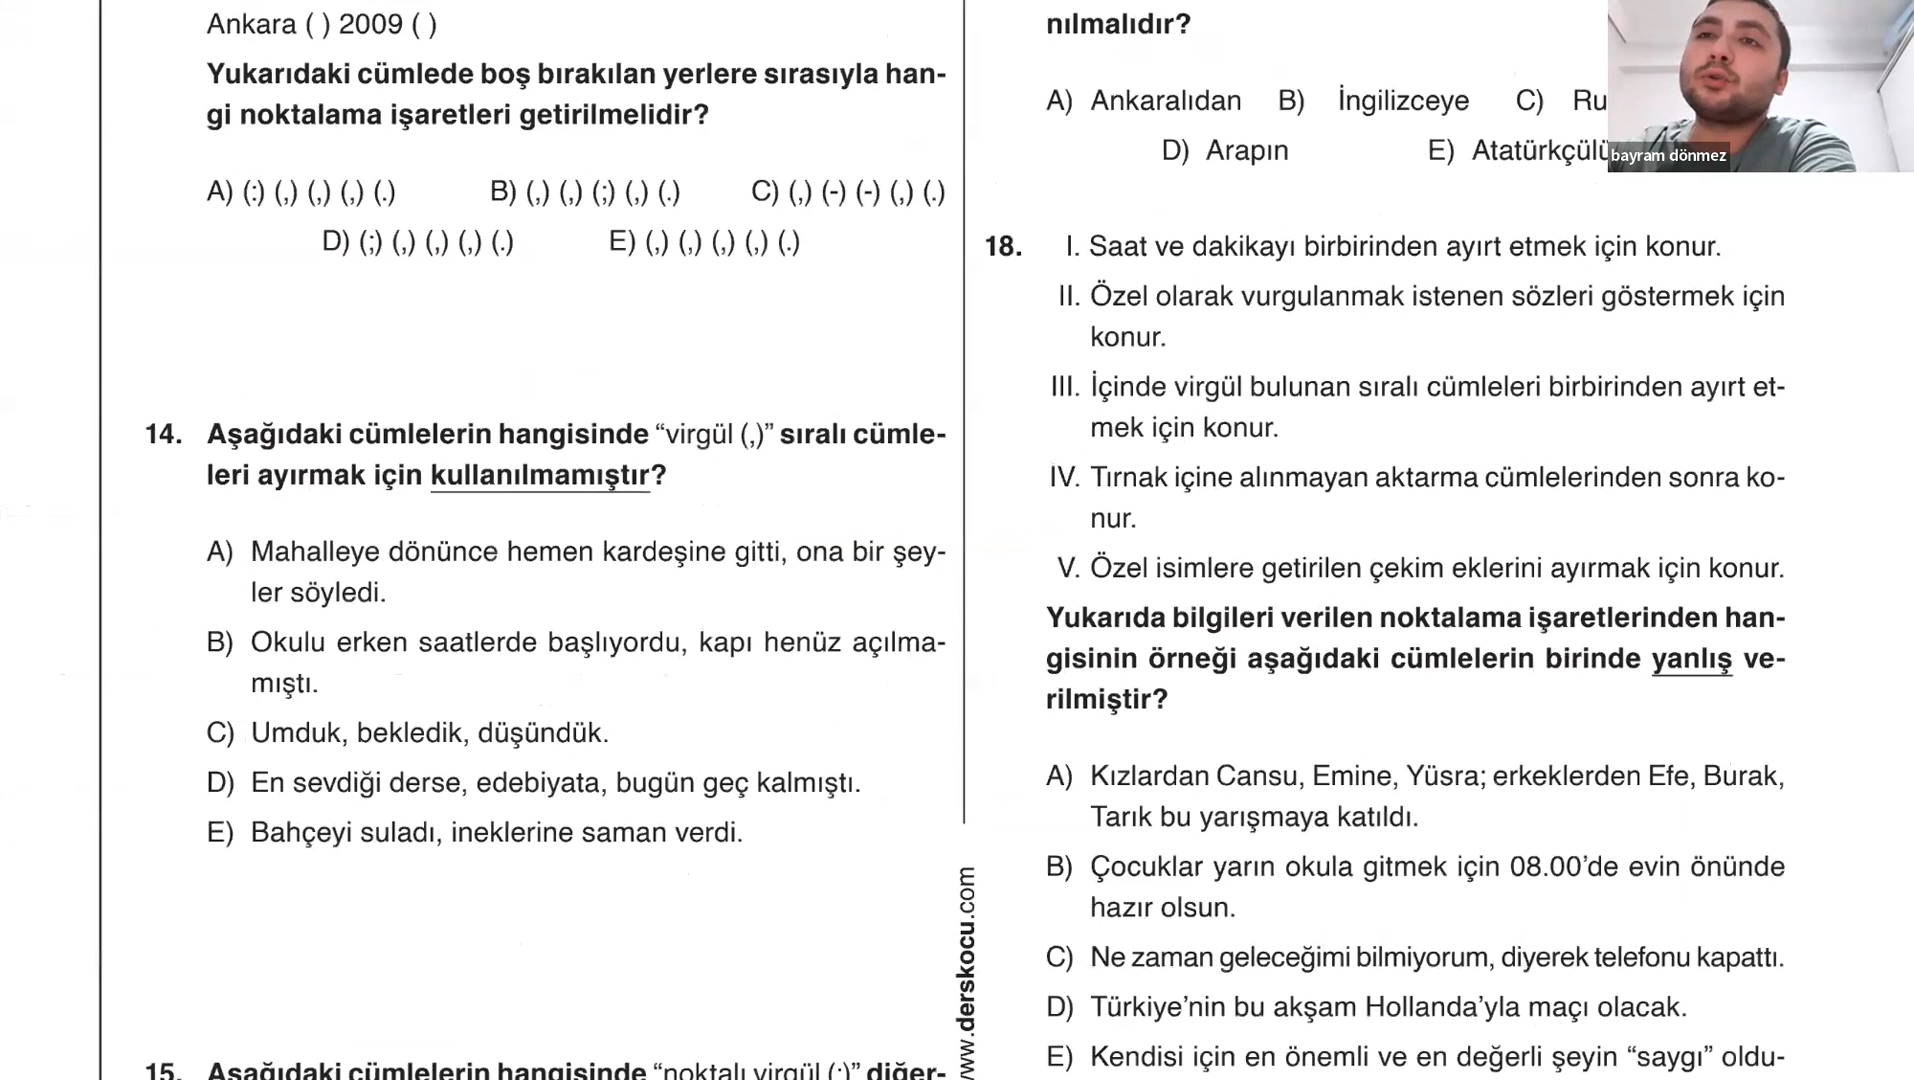 Ankara ( ) 2009 ( )
Yukarıdaki cümlede boş bırakılan yerlere sırasıyla han-
gi noktalama işaretleri getirilmelidir?
A) (:) (,) (,) (,) (.) B) (,) (,) (;) (,) (.) C) (,) (-) (-) (,) (.)
D) (;) (,) (,) (,) (.) E) (,) (,) (,) (,) (.)
14. Aşağıdaki cümlelerin hangisinde “virgül (,)” sıralı cümle-
leri ayırmak için kullanılmamıştır?
A) Mahalleye dönünce hemen kardeşine gitti, ona bir şey-
ler söyledi.
B) Okulu erken saatlerde başlıyordu, kapı henüz açılma-
mıştı.
C) Umduk, bekledik, düşündük.
D) En sevdiği derse, edebiyata, bugün geç kalmıştı.
E) Bahçeyi suladı, ineklerine saman verdi.
15. Aşağıdaki cümlelerin hangisinde “noktalı virgül (;)” diğer-
www.derskocu.com
nılmalıdır?
A) Ankaralıdan B) İngilizceye C) Ru
D) Arapın E) Atatürkçülü
bayram dönmez
18. I. Saat ve dakikayı birbirinden ayırt etmek için konur.
II. Özel olarak vurgulanmak istenen sözleri göstermek için
konur.
III. İçinde virgül bulunan sıralı cümleleri birbirinden ayırt et-
mek için konur.
IV. Tırnak içine alınmayan aktarma cümlelerinden sonra ko-
nur.
V. Özel isimlere getirilen çekim eklerini ayırmak için konur.
Yukarıda bilgileri verilen noktalama işaretlerinden han-
gisinin örneği aşağıdaki cümlelerin birinde yanlış ve-
rilmiştir?
A) Kızlardan Cansu, Emine, Yüsra; erkeklerden Efe, Burak,
Tarık bu yarışmaya katıldı.
B) Çocuklar yarın okula gitmek için 08.00’de evin önünde
hazır olsun.
C) Ne zaman geleceğimi bilmiyorum, diyerek telefonu kapattı.
D) Türkiye’nin bu akşam Hollanda’yla maçı olacak.
E) Kendisi için en önemli ve en değerli şeyin “saygı” oldu-